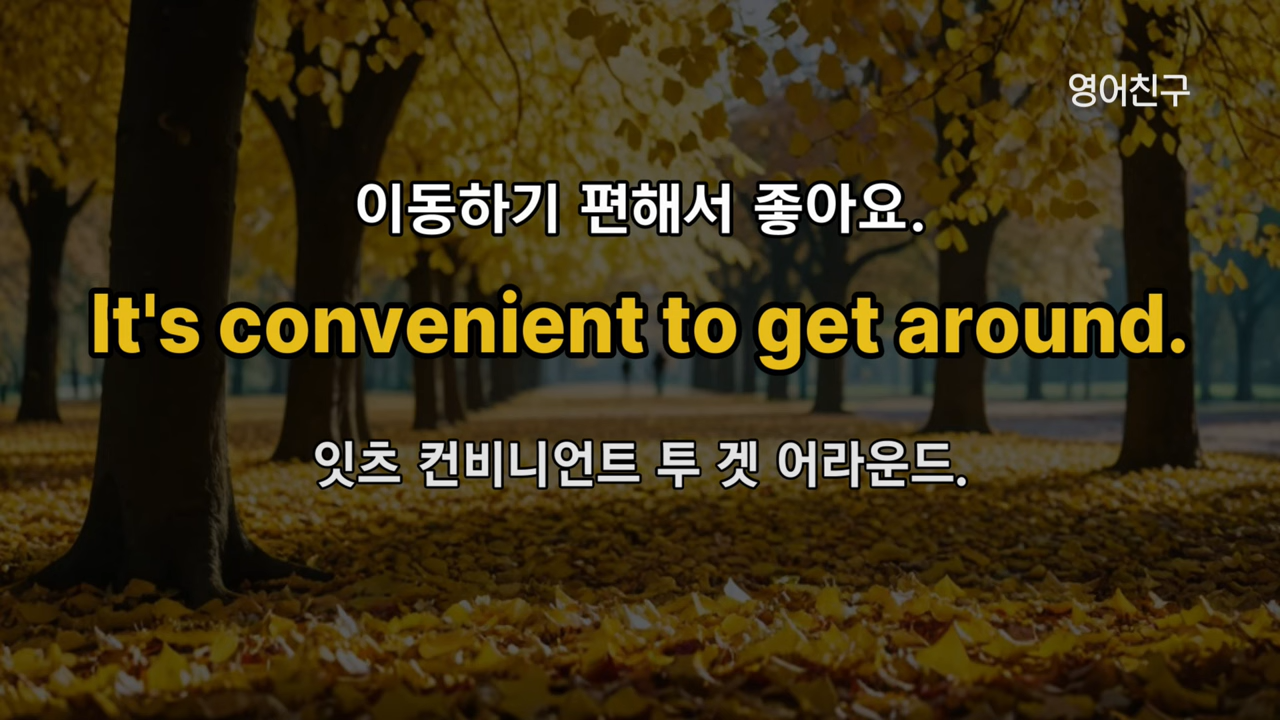 영어친구
이동하기 편해서 좋아요.
It's convenient to get around.
잇츠 컨비니언트 투 겟 어라운드.